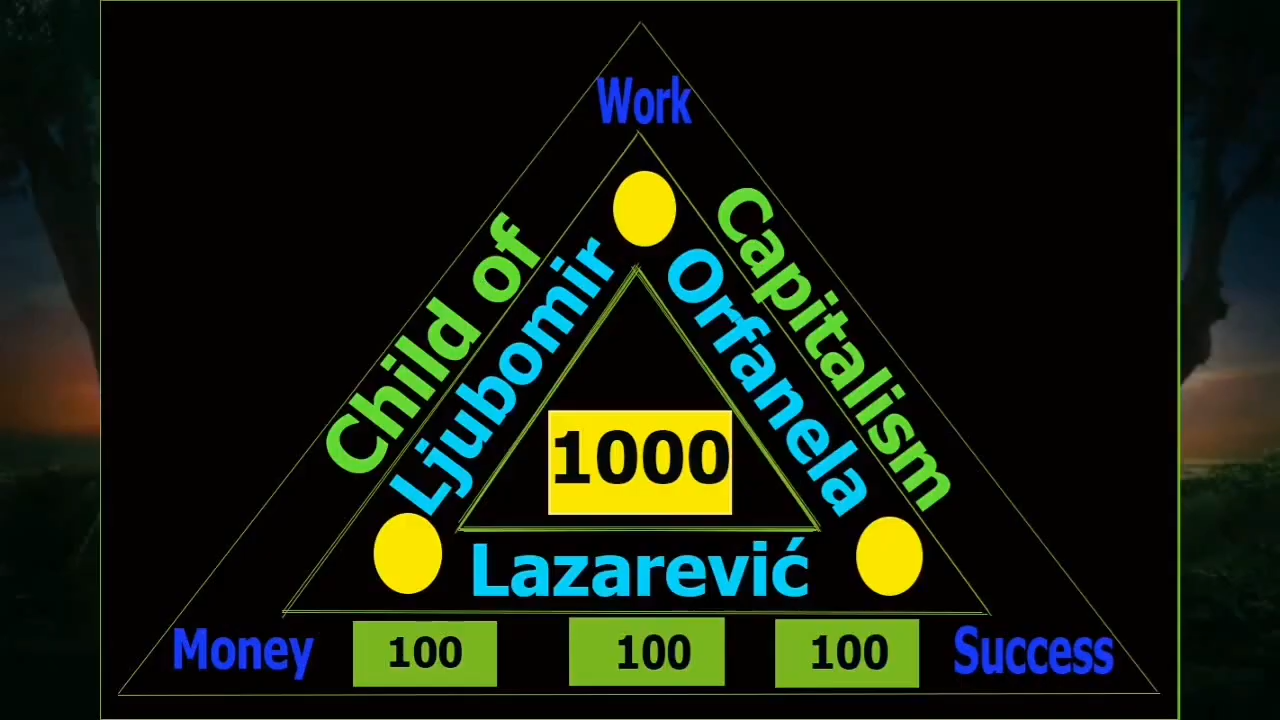 Work
Child of
Capitalism
Ljubomir
Orfanela
1000
Lazarević
Money
100
100
100
Success